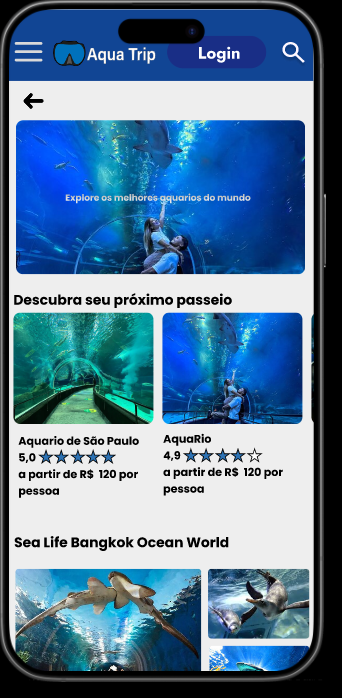 Aqua Trip
Login
Explore os melhores aquarios do mundo
Descubra seu próximo passeio
Aquario de São Paulo
5,0
a partir de R$ 120 por
pessoa
AquaRio
4,9
a partir de R$ 120 por
pessoa
Sea Life Bangkok Ocean World